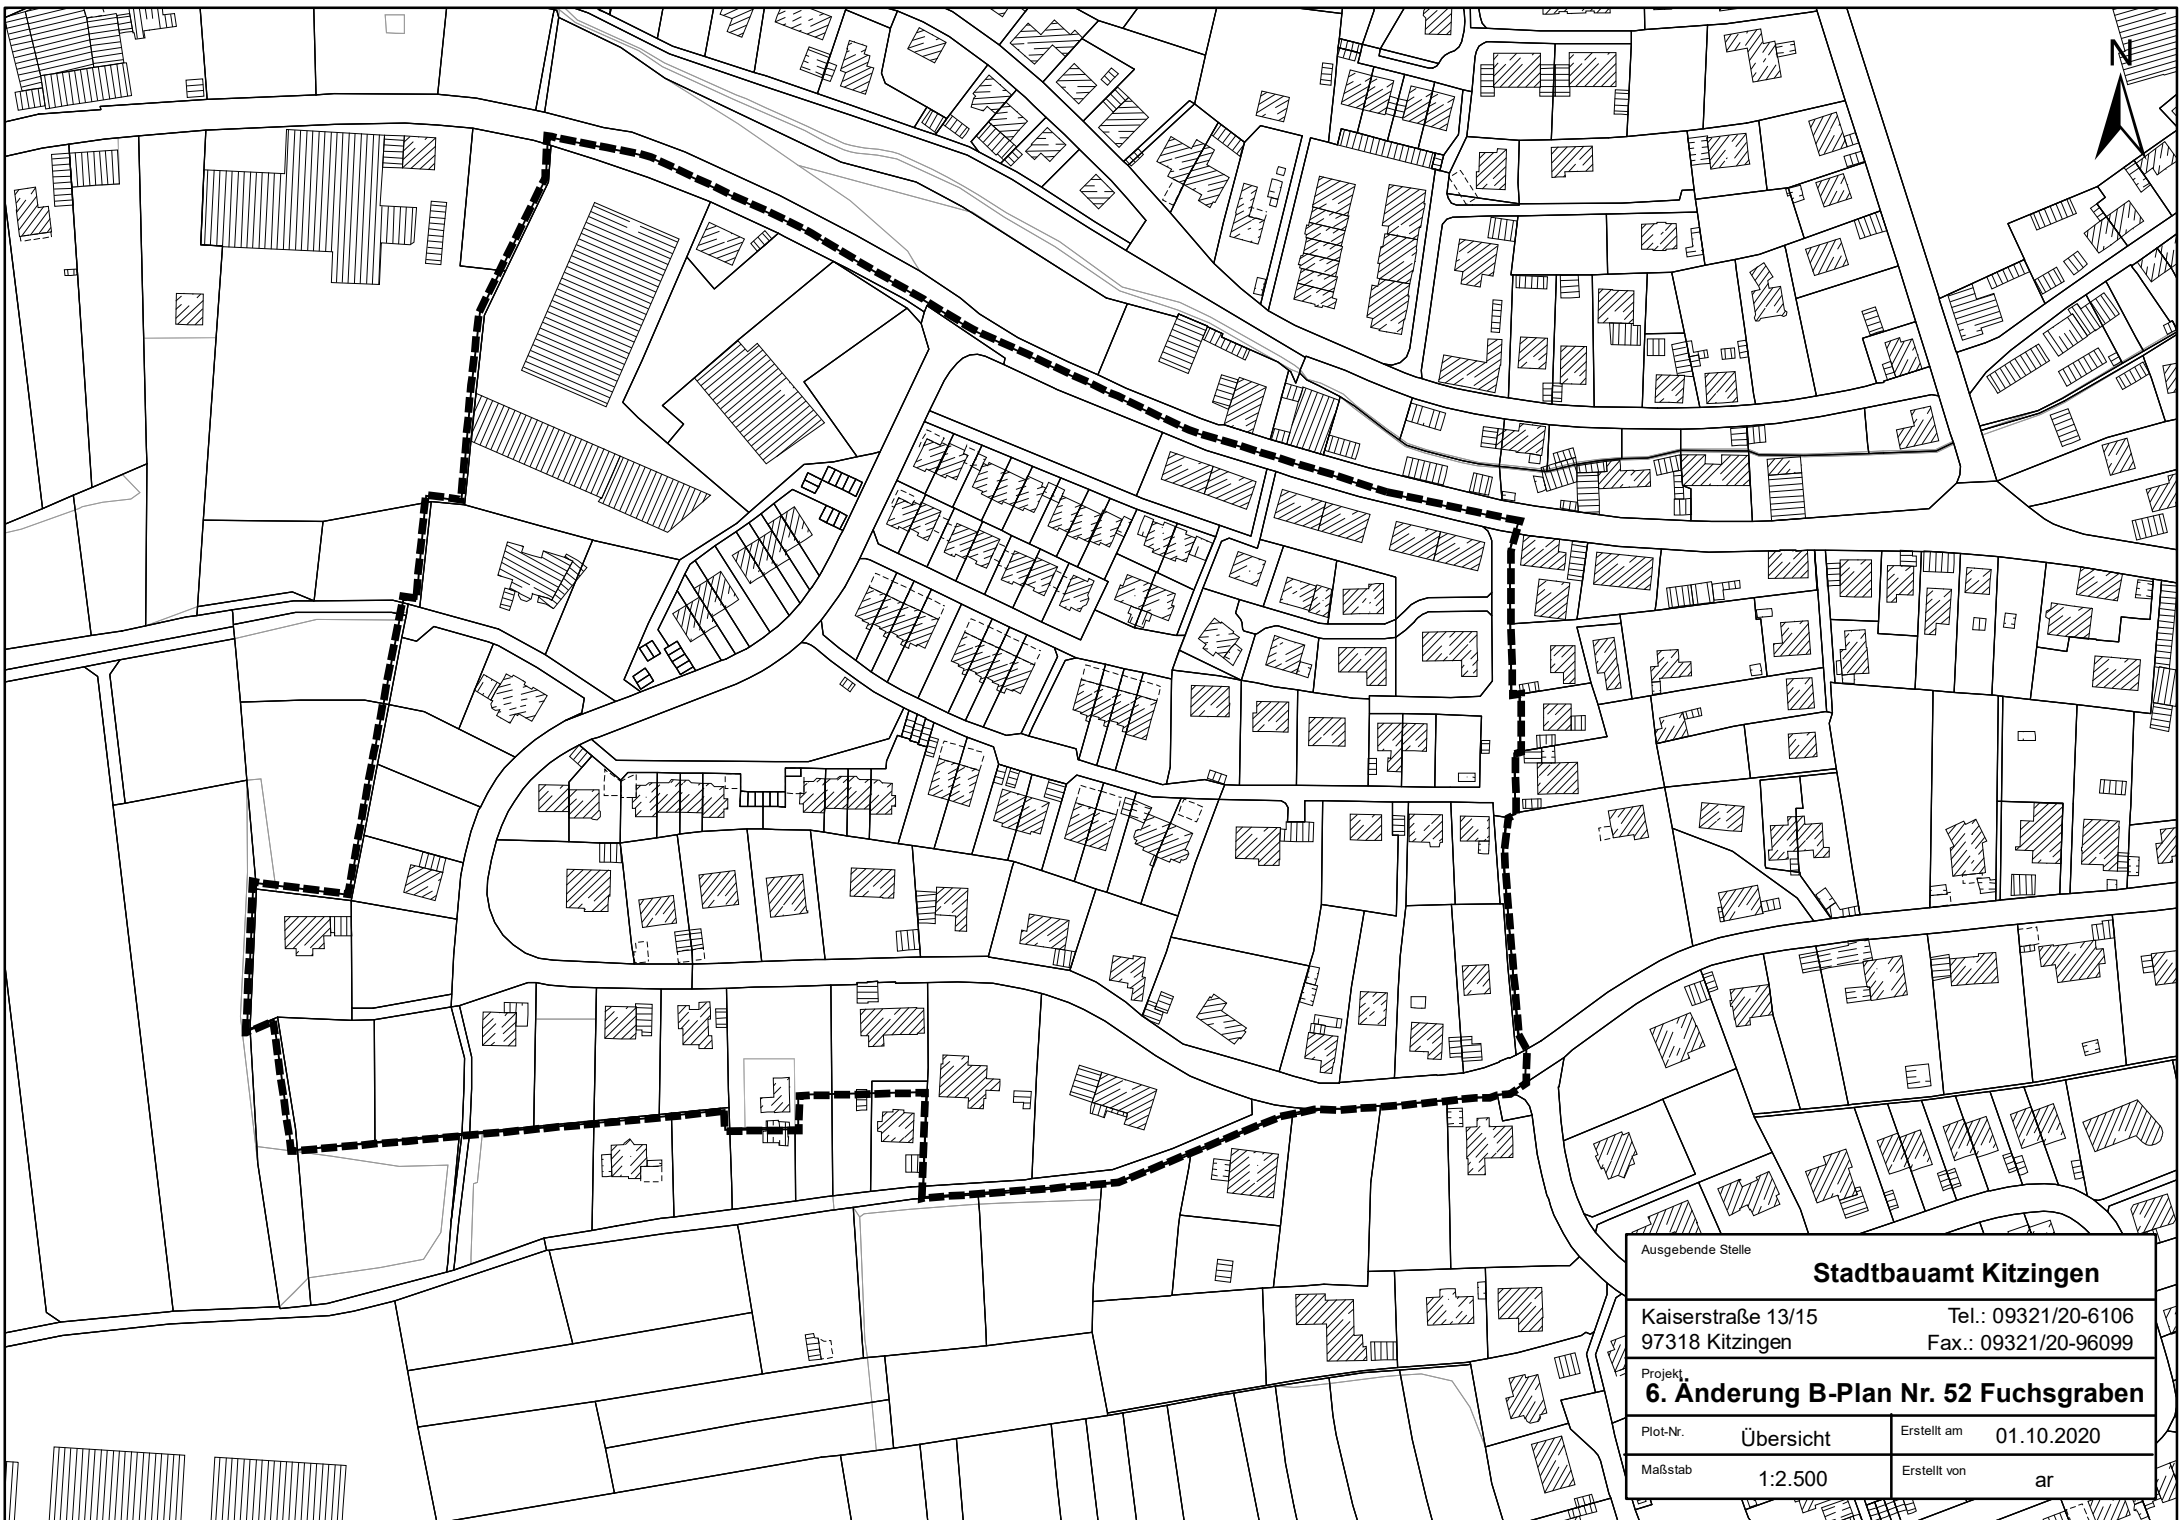 N
Ausgebende Stelle
Stadtbauamt Kitzingen
Kaiserstraße 13/15 Tel.: 09321/20-6106
97318 Kitzingen Fax.: 09321/20-96099
Projekt
6. Änderung B-Plan Nr. 52 Fuchsgraben
Plot-Nr. Übersicht Erstellt am 01.10.2020
Maßstab 1:2.500 Erstellt von ar